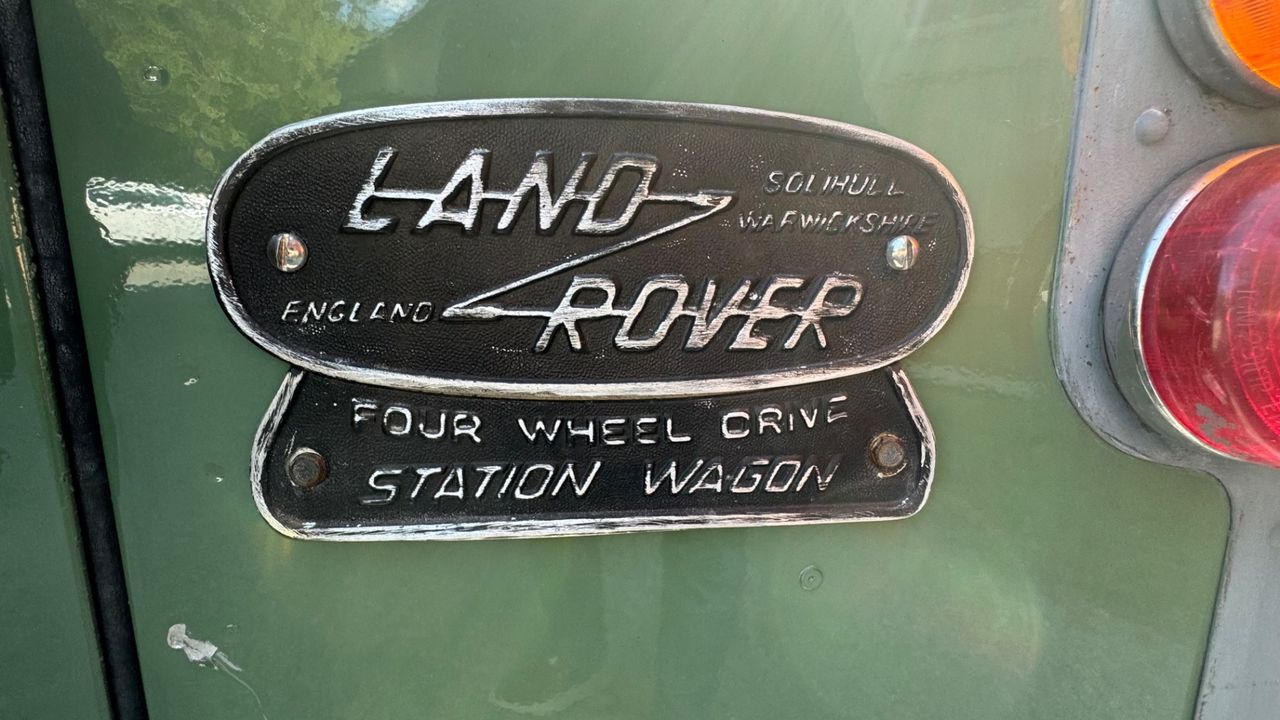 LAND
SOLIHULL
WARWICKSHIRE
ENGLAND
ROVER
FOUR WHEEL DRIVE
STATION WAGON